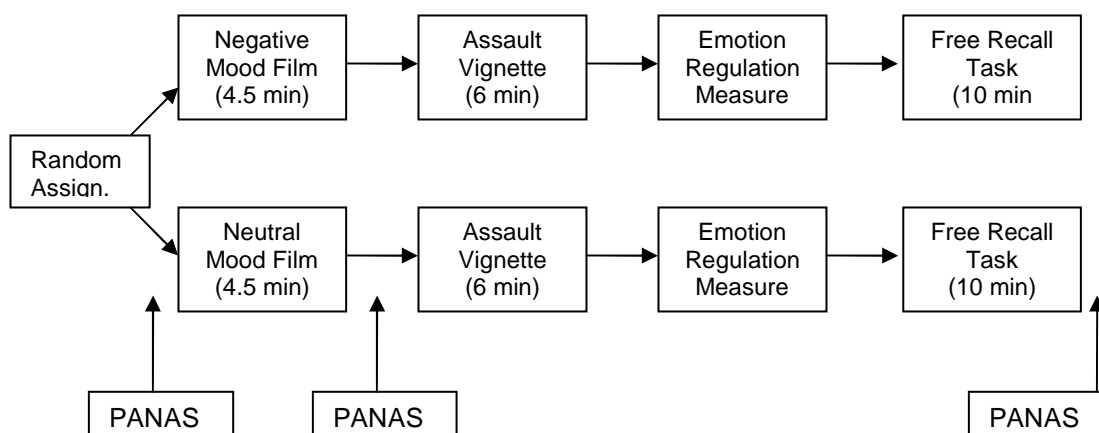 Negative
Mood Film
(4.5 min)
Assault
Vignette
(6 min)
Emotion
Regulation
Measure
Free Recall
Task
(10 min
Random
Assign.
Neutral
Mood Film
(4.5 min)
Assault
Vignette
(6 min)
Emotion
Regulation
Measure
Free Recall
Task
(10 min)
PANAS
PANAS
PANAS